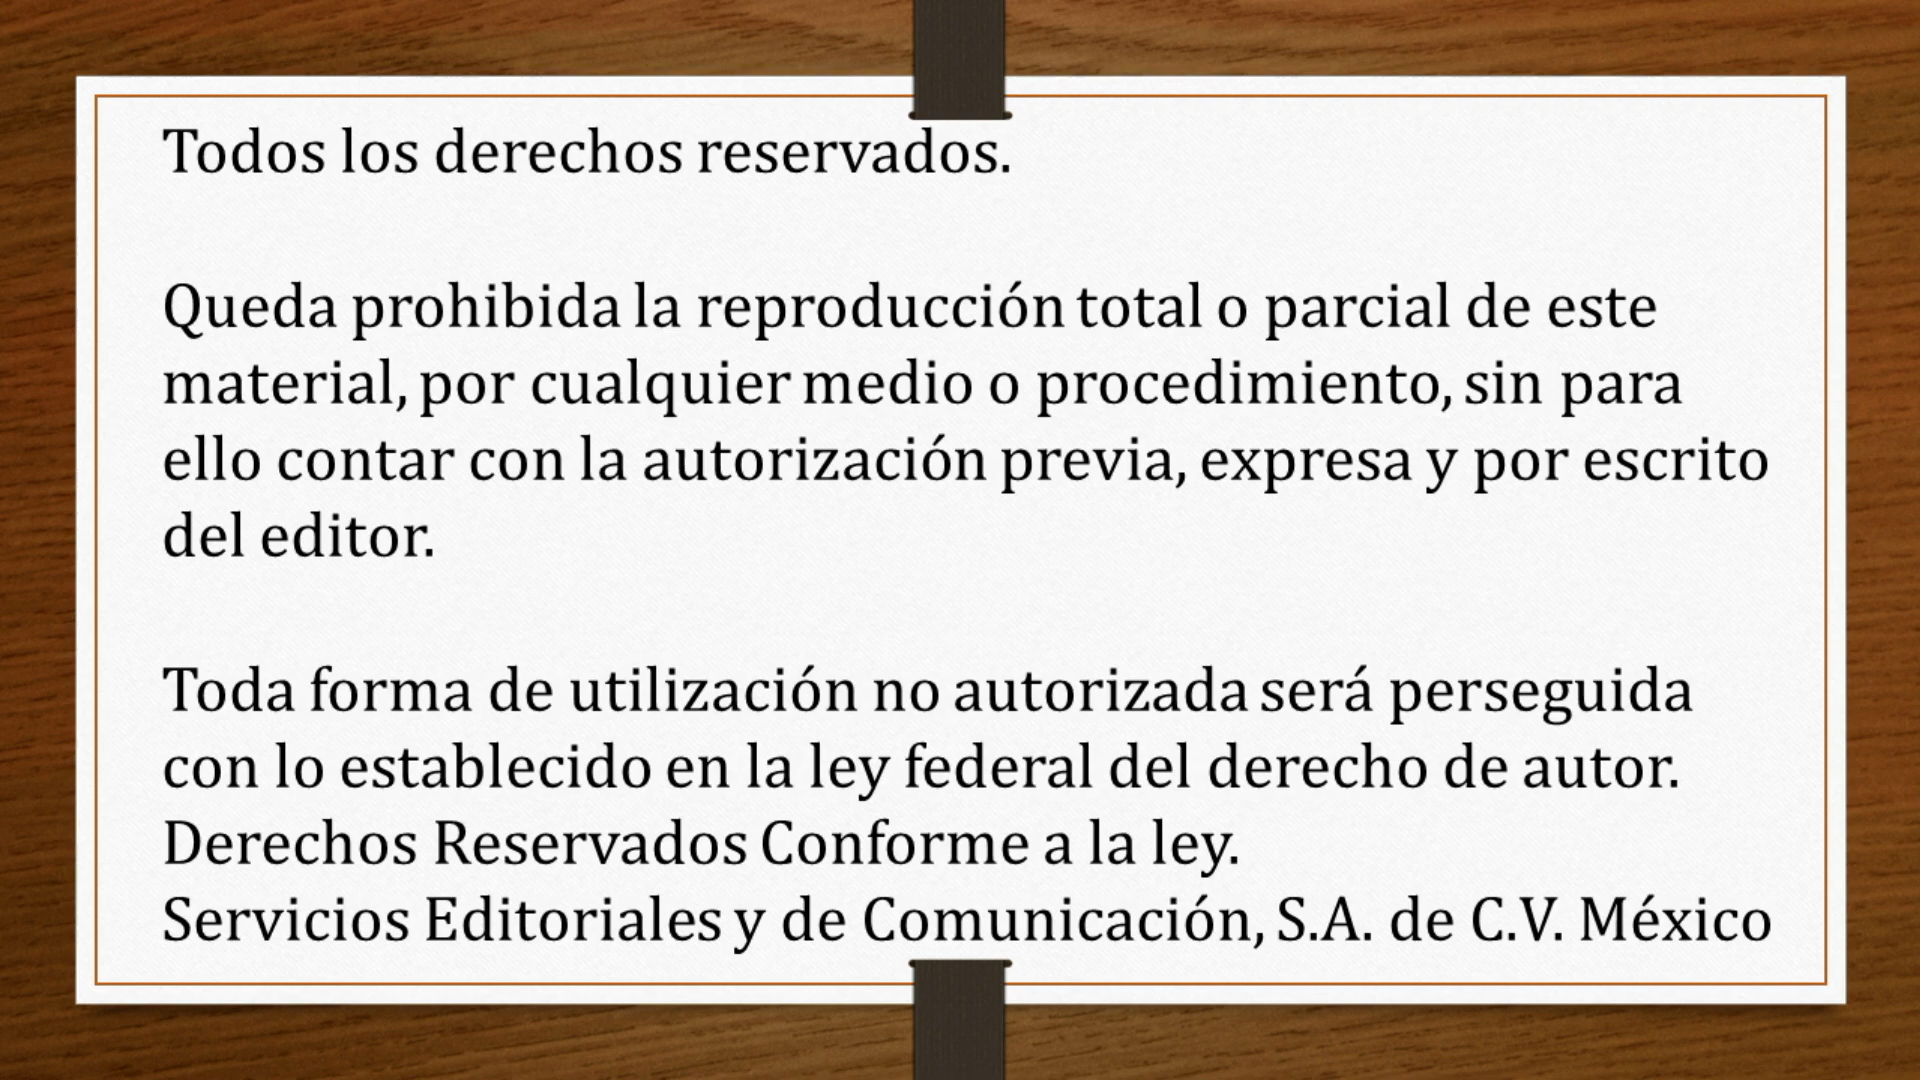 Todos los derechos reservados.
Queda prohibida la reproducción total o parcial de este
material, por cualquier medio o procedimiento, sin para
ello contar con la autorización previa, expresa y por escrito
del editor.
Toda forma de utilización no autorizada será perseguida
con lo establecido en la ley federal del derecho de autor.
Derechos Reservados Conforme a la ley.
Servicios Editoriales y de Comunicación, S.A. de C.V. México